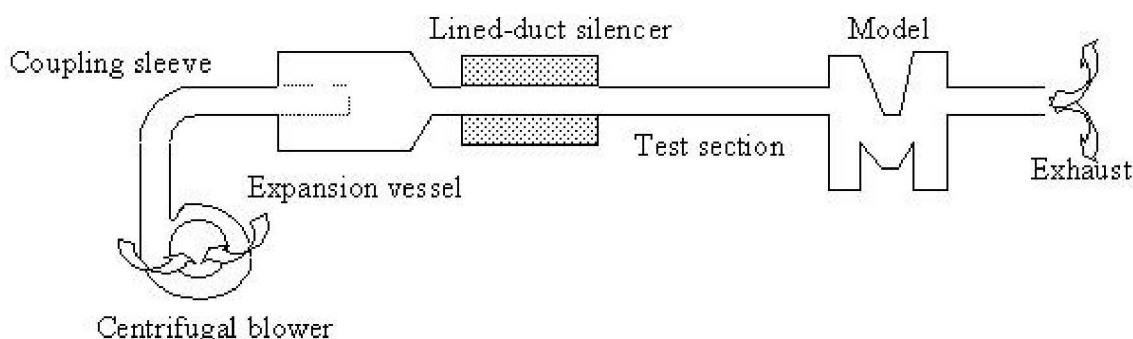 Lined-duct silencer
Model
Coupling sleeve
Test section
Exhaust
Expansion vessel
Centrifugal blower